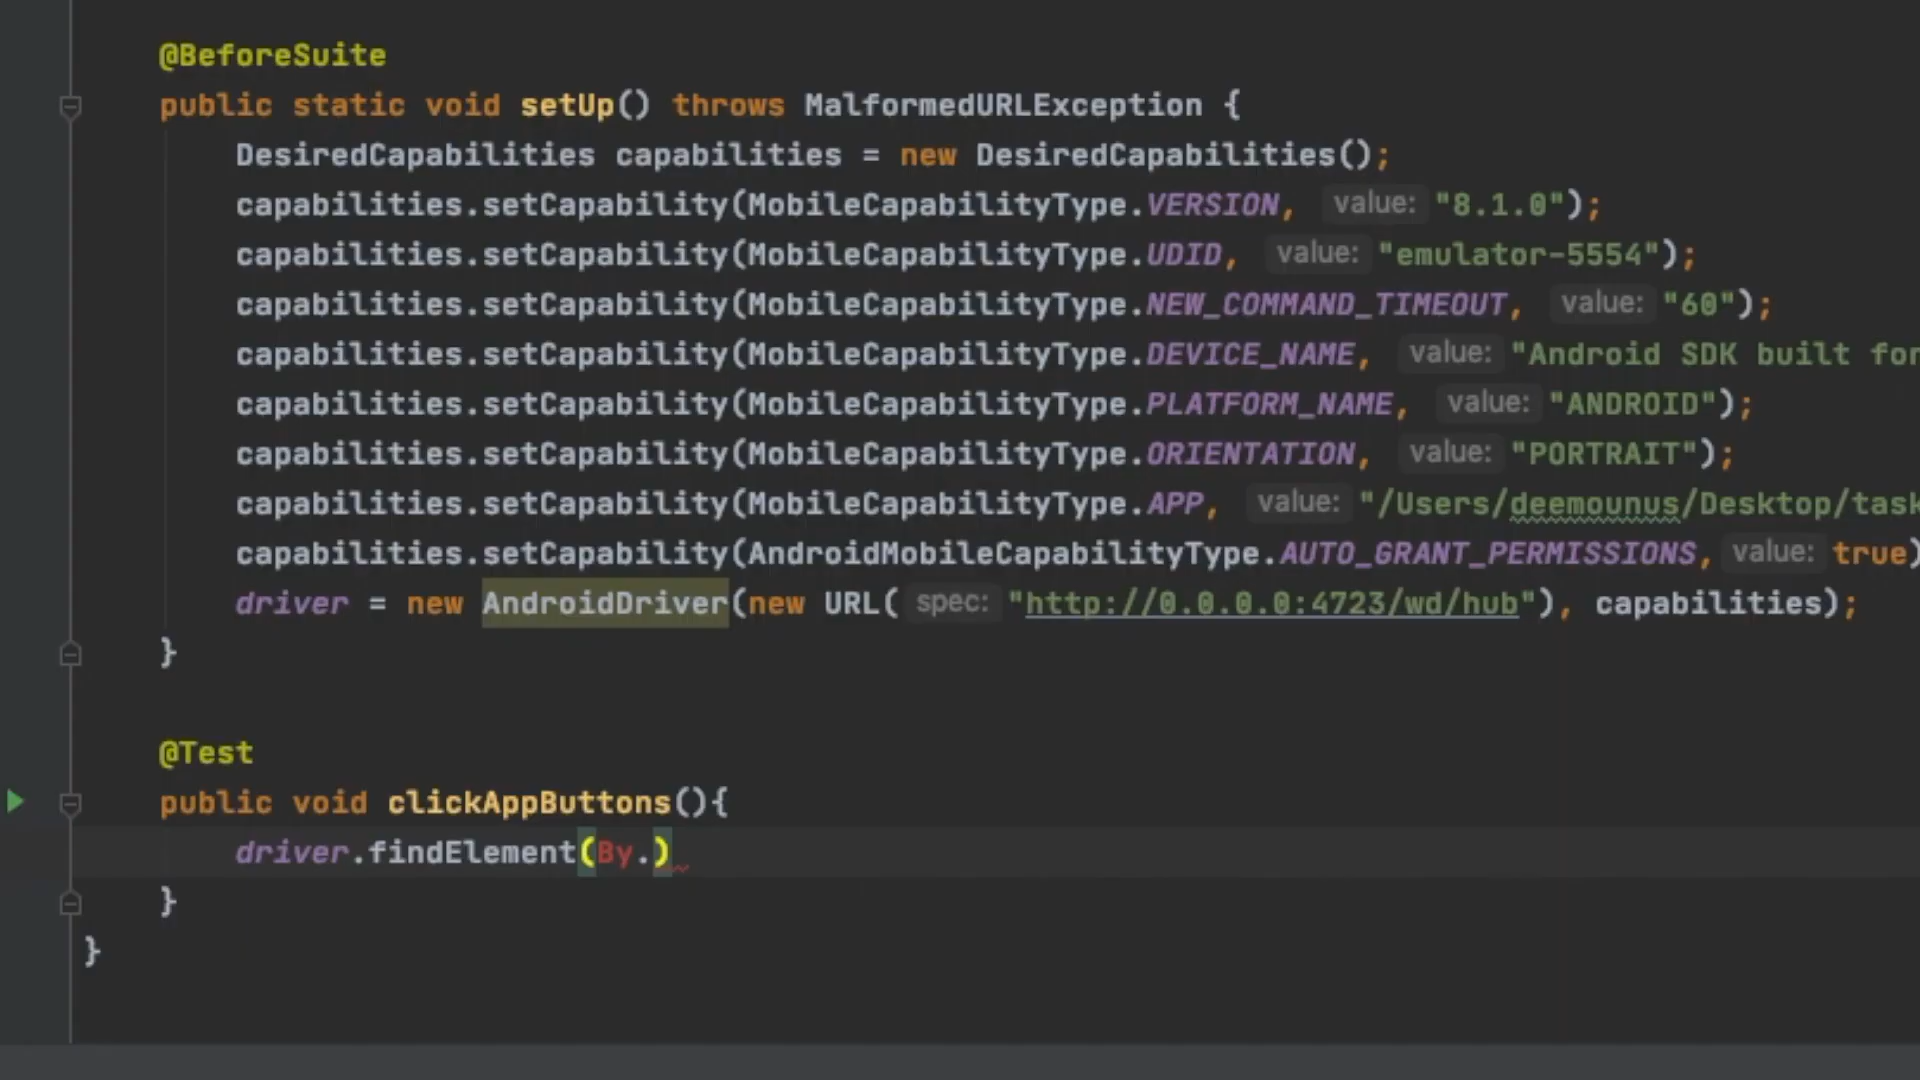 @BeforeSuite
public static void setUp() throws MalformedURLException {
DesiredCapabilities capabilities = new DesiredCapabilities();
capabilities.setCapability(MobileCapabilityType.VERSION, value: "8.1.0");
capabilities.setCapability(MobileCapabilityType.UDID, value: "emulator-5554");
capabilities.setCapability(MobileCapabilityType.NEW_COMMAND_TIMEOUT, value: "60");
capabilities.setCapability(MobileCapabilityType.DEVICE_NAME, value: "Android SDK built for
capabilities.setCapability(MobileCapabilityType.PLATFORM_NAME, value: "ANDROID");
capabilities.setCapability(MobileCapabilityType.ORIENTATION, value: "PORTRAIT");
capabilities.setCapability(MobileCapabilityType.APP, value: "/Users/deemounus/Desktop/task
capabilities.setCapability(AndroidMobileCapabilityType.AUTO_GRANT_PERMISSIONS, value: true)
driver = new AndroidDriver(new URL( spec: "http://0.0.0.0:4723/wd/hub"), capabilities);
}
@Test
public void clickAppButtons(){
driver.findElement(By.)
}
}